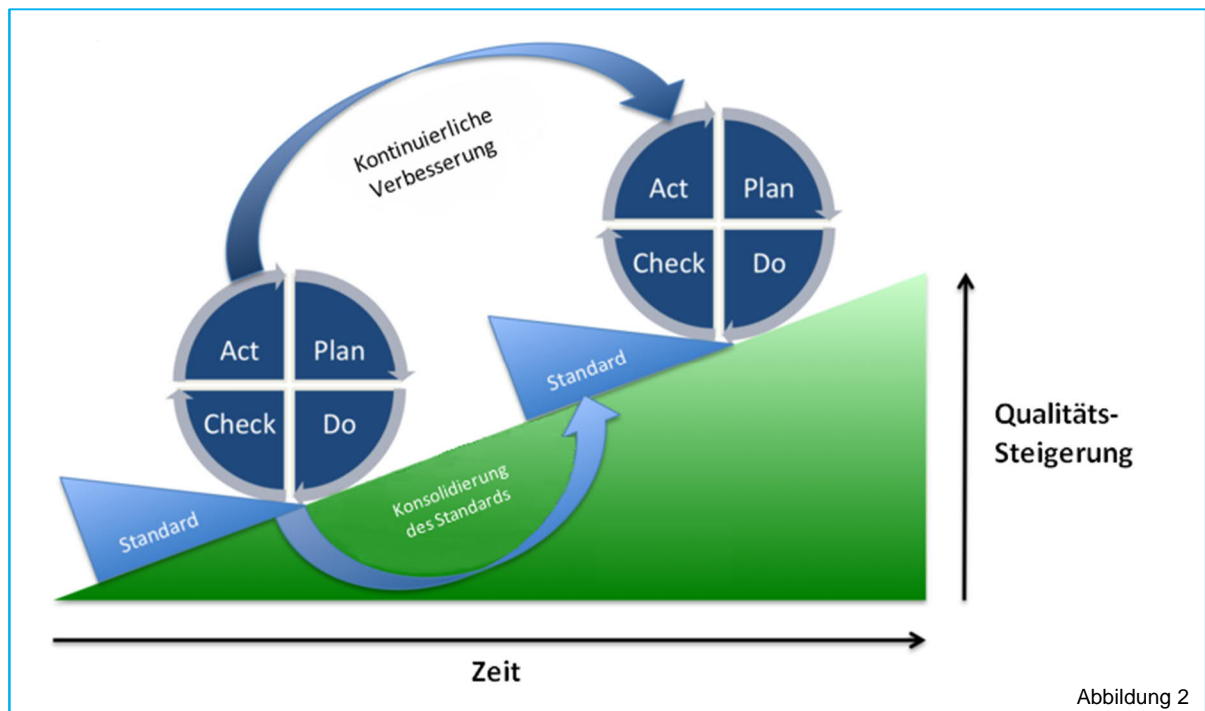 Kontinuierliche
Verbesserung
Act
Plan
Check
Do
Act
Plan
Check
Do
Standard
Standard
Konsolidierung
des Standards
Qualitäts-
Steigerung
Zeit
Abbildung 2